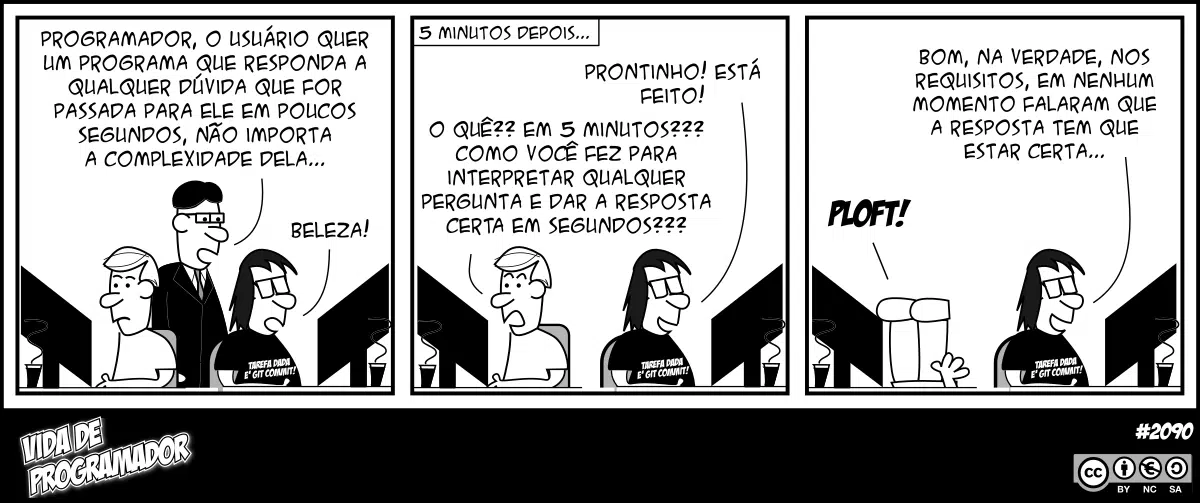 PROGRAMADOR, O USUÁRIO QUER
UM PROGRAMA QUE RESPONDA A
QUALQUER DÚVIDA QUE FOR
PASSADA PARA ELE EM POUCOS
SEGUNDOS, NÃO IMPORTA
A COMPLEXIDADE DELA...
BELEZA!
TAREFA DADA
E' GIT COMMIT!
5 MINUTOS DEPOIS...
PRONTINHO! ESTÁ
FEITO!
O QUÊ?? EM 5 MINUTOS???
COMO VOCÊ FEZ PARA
INTERPRETAR QUALQUER
PERGUNTA E DAR A RESPOSTA
CERTA EM SEGUNDOS???
TAREFA DADA
E' GIT COMMIT!
BOM, NA VERDADE, NOS
REQUISITOS, EM NENHUM
MOMENTO FALARAM QUE
A RESPOSTA TEM QUE
ESTAR CERTA...
PLOFT!
TAREFA DADA
E' GIT COMMIT!
VIDA DE
PROGRAMADOR
#2090
cc
BY NC SA